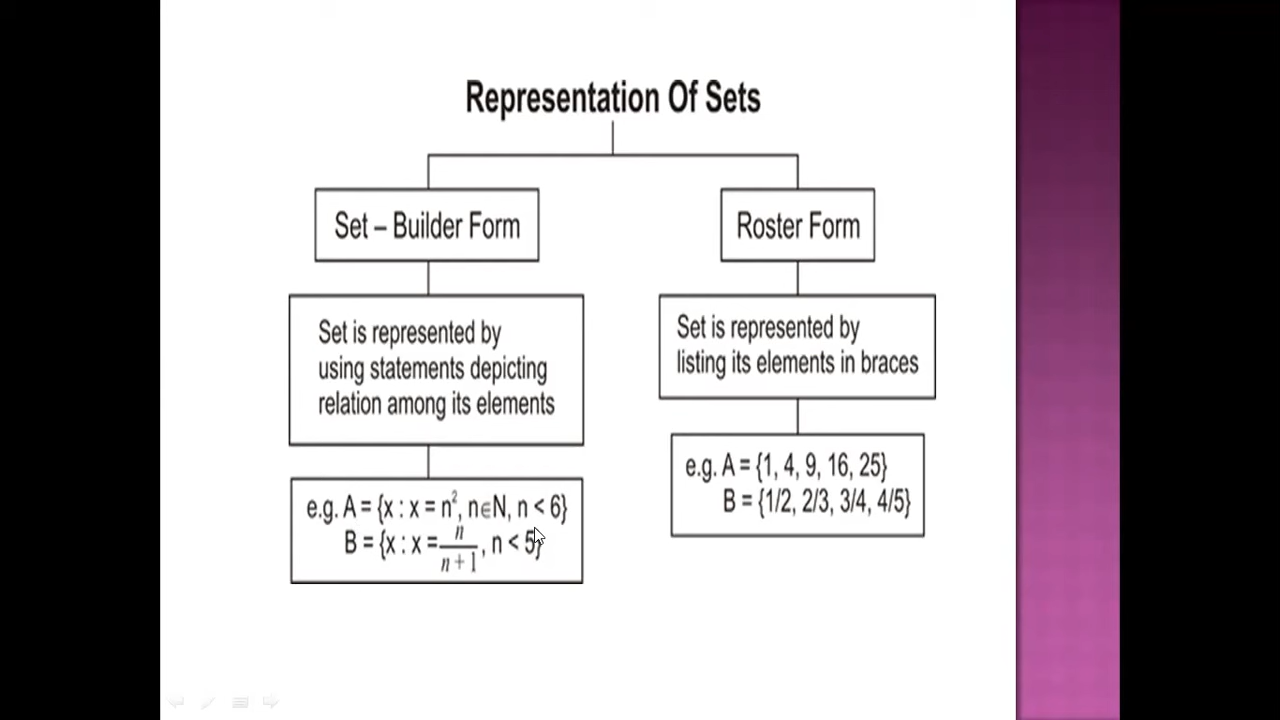 Representation Of Sets
Set – Builder Form
Set is represented by
using statements depicting
relation among its elements
e.g. A = {x : x = n², n∈N, n < 6}
B = {x : x = n/n + 1, n < 5}
Roster Form
Set is represented by
listing its elements in braces
e.g. A = {1, 4, 9, 16, 25}
B = {1/2, 2/3, 3/4, 4/5}